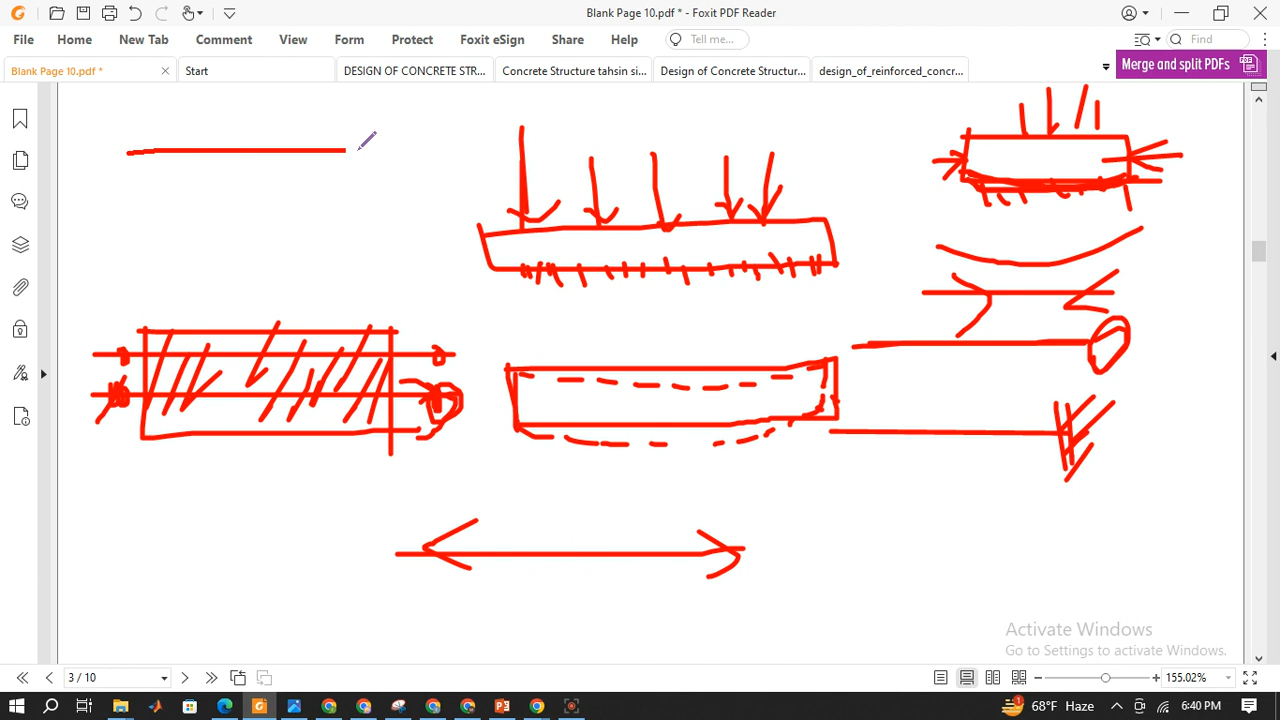 Blank Page 10.pdf * - Foxit PDF Reader
File Home New Tab Comment View Form Protect Foxit eSign Share Help Tell me... Find
Blank Page 10.pdf * Start DESIGN OF CONCRETE STR... Concrete Structure tahsin si... Design of Concrete Structur... design_of_reinforced_concr... Merge and split PDFs
Activate Windows
Go to Settings to activate Windows.
3 / 10 155.02%
68°F Haze 6:40 PM